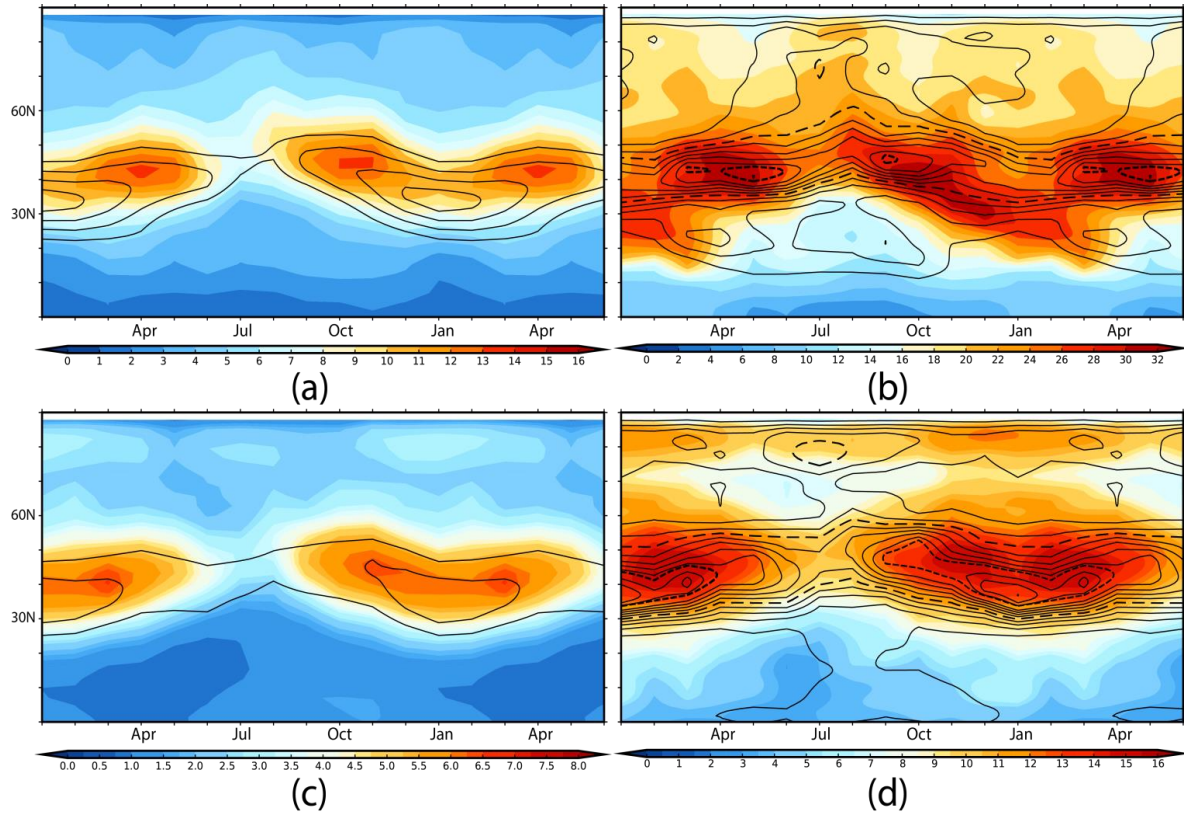 60N
30N
Apr Jul Oct Jan Apr
Apr Jul Oct Jan Apr
0 1 2 3 4 5 6 7 8 9 10 11 12 13 14 15 16
0 2 4 6 8 10 12 14 16 18 20 22 24 26 28 30 32
(a)
(b)
60N
30N
Apr Jul Oct Jan Apr
Apr Jul Oct Jan Apr
0.0 0.5 1.0 1.5 2.0 2.5 3.0 3.5 4.0 4.5 5.0 5.5 6.0 6.5 7.0 7.5 8.0
0 1 2 3 4 5 6 7 8 9 10 11 12 13 14 15 16
(c)
(d)